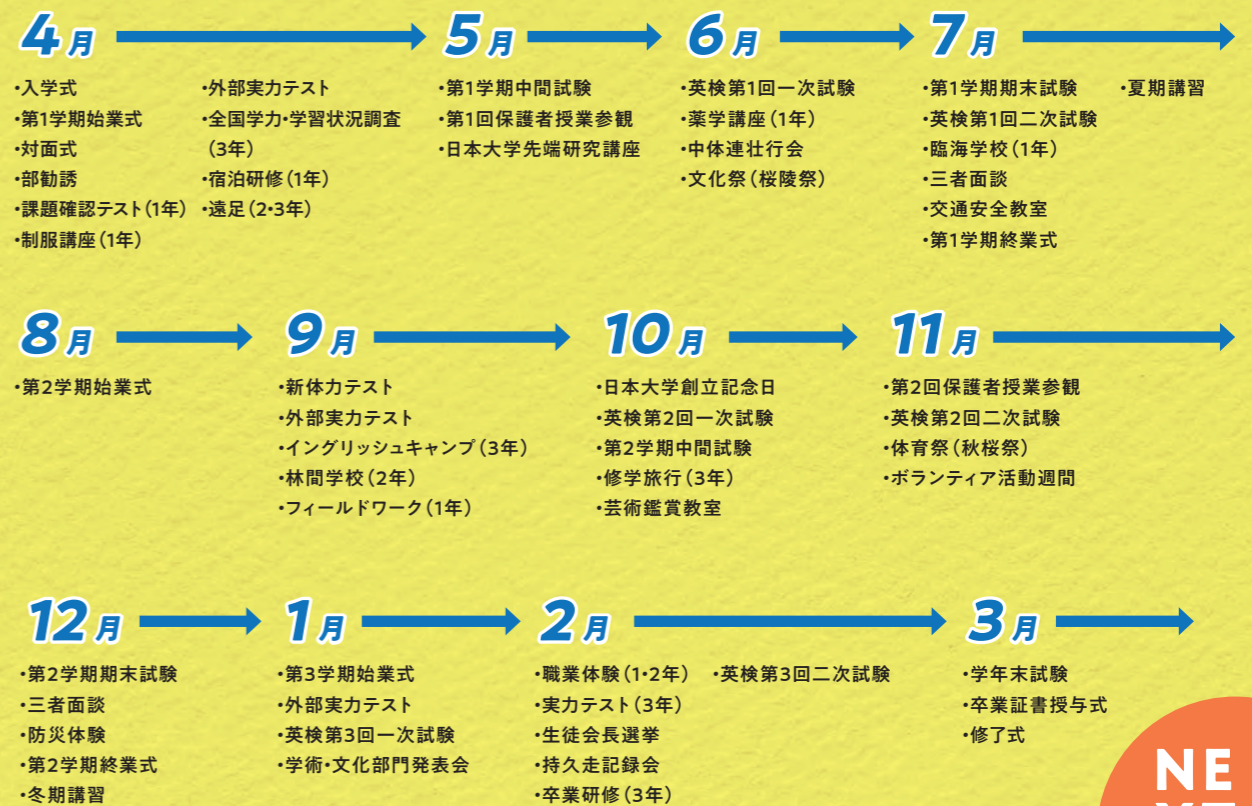 4月
・入学式
・第1学期始業式
・対面式
・部勧誘
・課題確認テスト(1年)
・制服講座(1年)
・外部実力テスト
・全国学力・学習状況調査
(3年)
・宿泊研修(1年)
・遠足(2・3年)
5月
・第1学期中間試験
・第1回保護者授業参観
・日本大学先端研究講座
6月
・英検第1回一次試験
・薬学講座(1年)
・中体連壮行会
・文化祭(桜陵祭)
7月
・第1学期期末試験
・英検第1回二次試験
・臨海学校(1年)
・三者面談
・交通安全教室
・第1学期終業式
・夏期講習
8月
・第2学期始業式
9月
・新体力テスト
・外部実力テスト
・イングリッシュキャンプ(3年)
・林間学校(2年)
・フィールドワーク(1年)
10月
・日本大学創立記念日
・英検第2回一次試験
・第2学期中間試験
・修学旅行(3年)
・芸術鑑賞教室
11月
・第2回保護者授業参観
・英検第2回二次試験
・体育祭(秋桜祭)
・ボランティア活動週間
12月
・第2学期期末試験
・三者面談
・防災体験
・第2学期終業式
・冬期講習
1月
・第3学期始業式
・外部実力テスト
・英検第3回一次試験
・学術・文化部門発表会
2月
・職業体験(1・2年)
・実力テスト(3年)
・生徒会長選挙
・持久走記録会
・卒業研修(3年)
・英検第3回二次試験
3月
・学年末試験
・卒業証書授与式
・修了式
NE